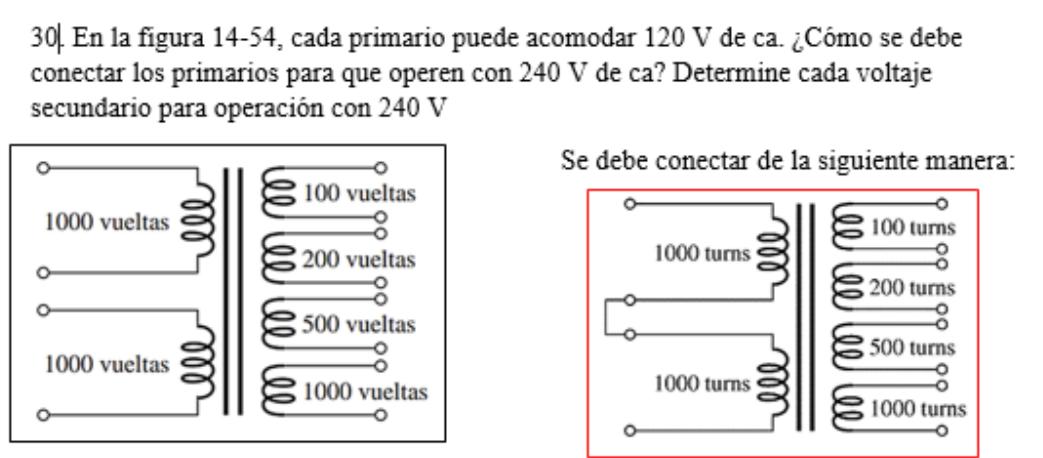 30. En la figura 14-54, cada primario puede acomodar 120 V de ca. ¿Cómo se debe
conectar los primarios para que operen con 240 V de ca? Determine cada voltaje
secundario para operación con 240 V
1000 vueltas
1000 vueltas
100 vueltas
200 vueltas
500 vueltas
1000 vueltas
Se debe conectar de la siguiente manera:
1000 turns
1000 turns
100 turns
200 turns
500 turns
1000 turns